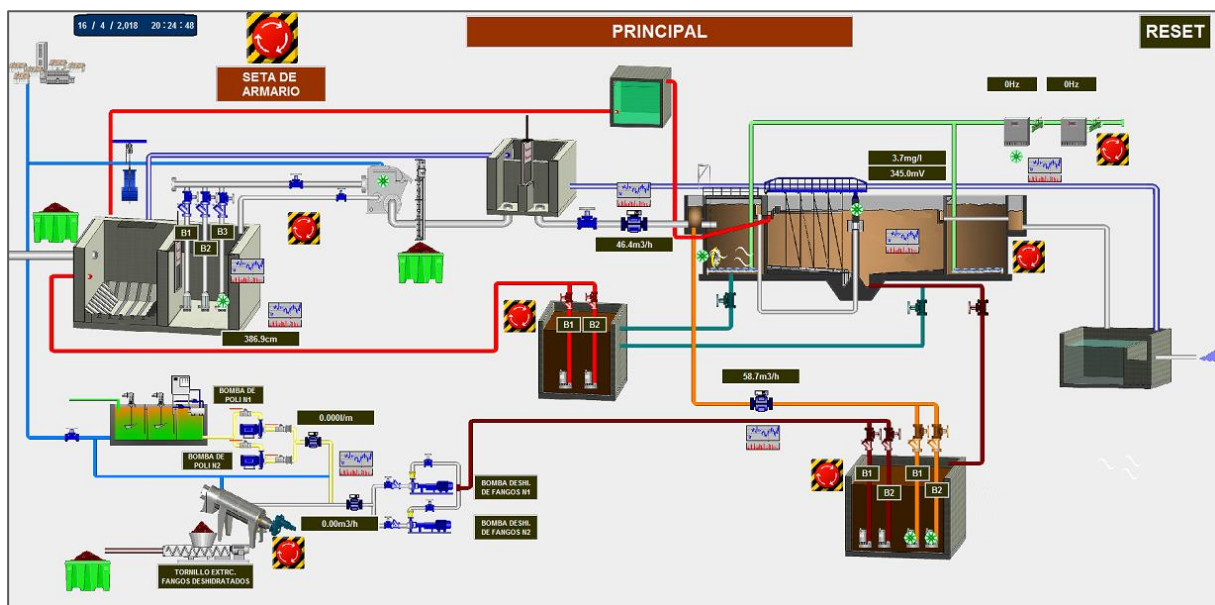 16 / 4 / 2,018 20:24:48
PRINCIPAL
RESET
SETA DE
ARMARIO
0Hz
0Hz
3.7mg/l
345.0mV
B1
B2
B3
46.4m3/h
386.9cm
B1
B2
58.7m3/h
BOMBA DE
POLI N1
0.000l/m
BOMBA DE
POLI N2
B1
B2
B1
B2
BOMBA DESHI.
DE FANGOS N1
0.00m3/h
BOMBA DESHI.
DE FANGOS N2
TORNILLO EXTRC.
FANGOS DESHIDRATADOS